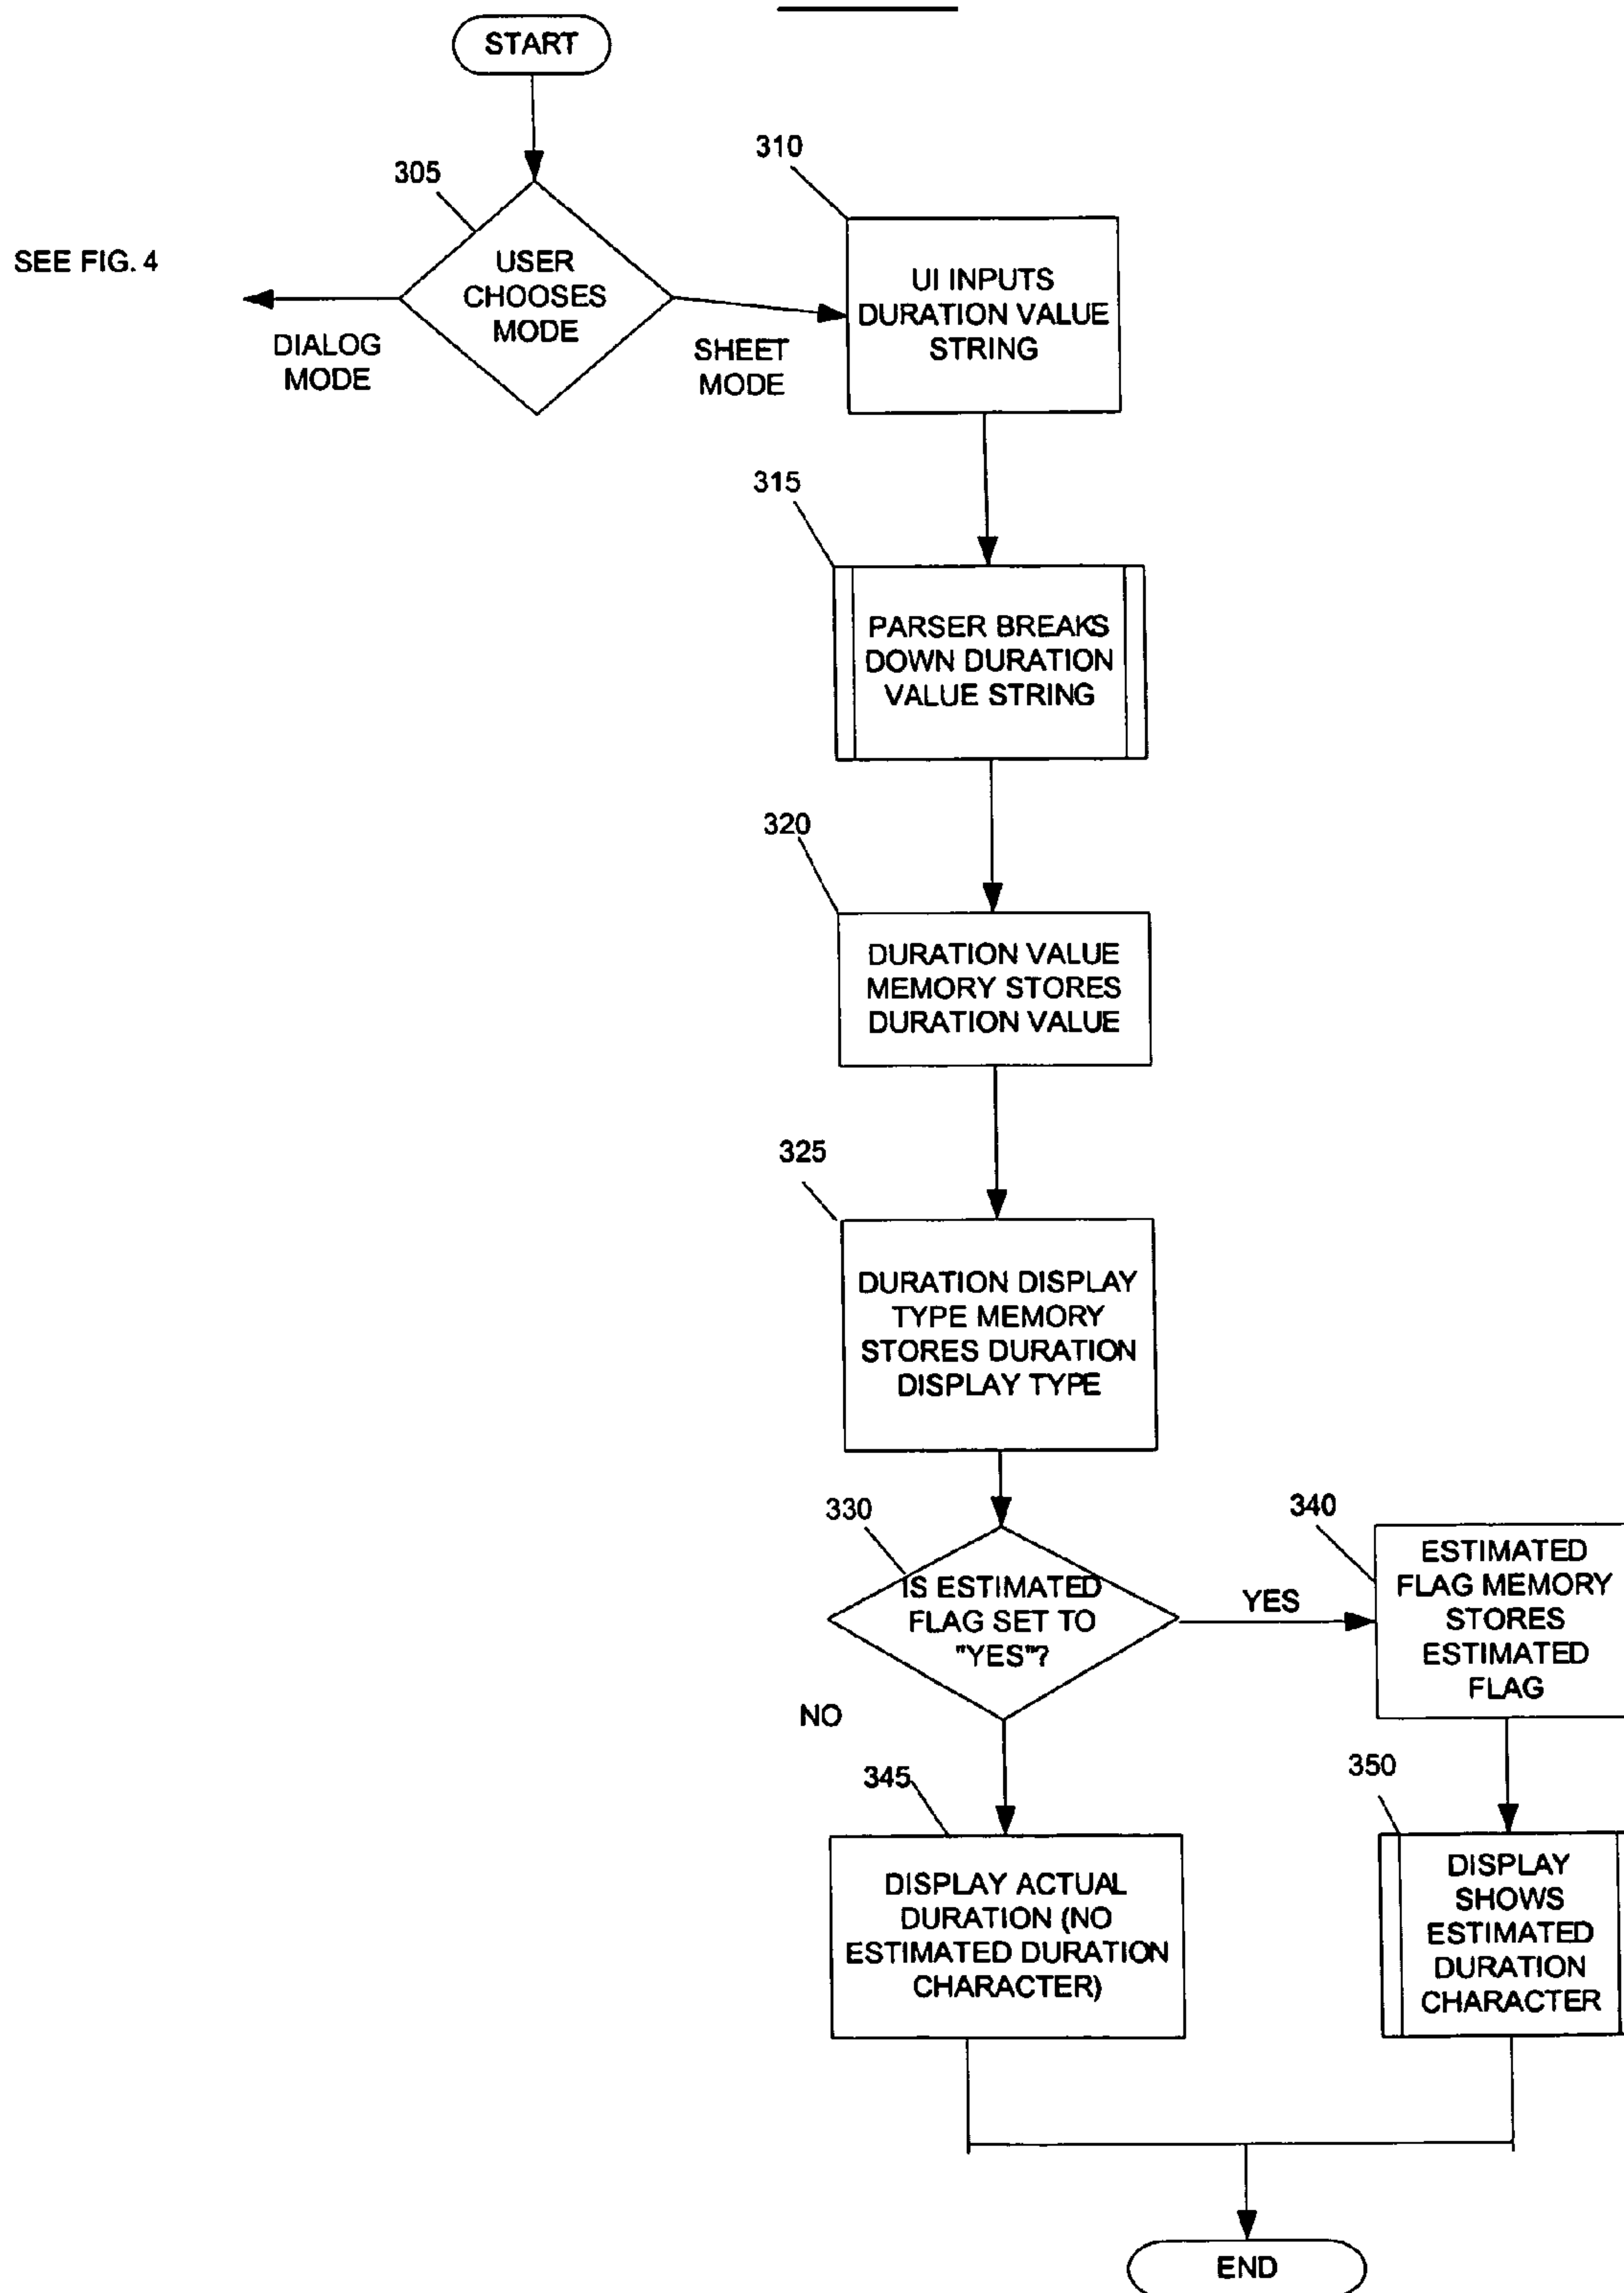 START
305
310
SEE FIG. 4
USER
CHOOSES
MODE
DIALOG
MODE
SHEET
MODE
UI INPUTS
DURATION VALUE
STRING
315
PARSER BREAKS
DOWN DURATION
VALUE STRING
320
DURATION VALUE
MEMORY STORES
DURATION VALUE
325
DURATION DISPLAY
TYPE MEMORY
STORES DURATION
DISPLAY TYPE
330
IS ESTIMATED
FLAG SET TO
"YES"?
YES
340
ESTIMATED
FLAG MEMORY
STORES
ESTIMATED
FLAG
NO
345
DISPLAY ACTUAL
DURATION (NO
ESTIMATED DURATION
CHARACTER)
350
DISPLAY
SHOWS
ESTIMATED
DURATION
CHARACTER
END